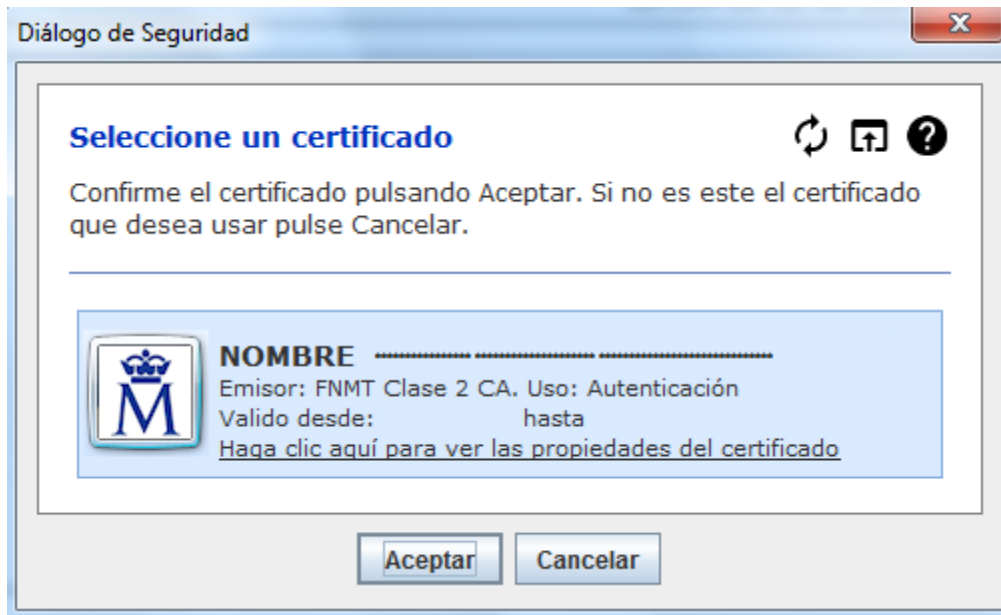 Diálogo de Seguridad
Seleccione un certificado
Confirme el certificado pulsando Aceptar. Si no es este el certificado
que desea usar pulse Cancelar.
NOMBRE
Emisor: FNMT Clase 2 CA. Uso: Autenticación
Valido desde: hasta
Haga clic aquí para ver las propiedades del certificado
Aceptar Cancelar